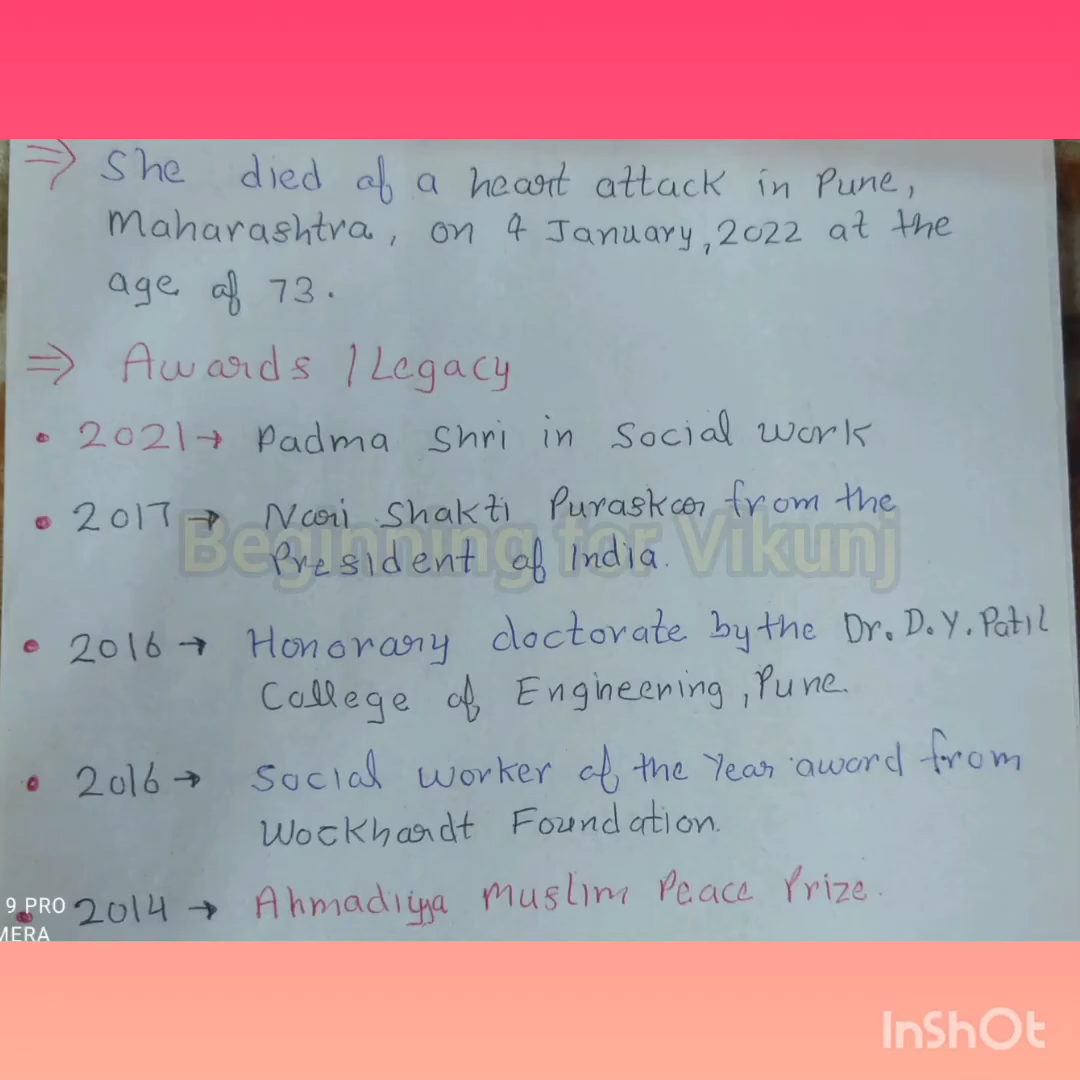 ⇒ She died of a heart attack in Pune,
Maharashtra, on 4 January, 2022 at the
age of 73.
⇒ Awards / Legacy
• 2021 → Padma Shri in Social work
• 2017 → Nari Shakti Puraskar from the
President of India.
Beginning for Vikunj
• 2016 → Honorary doctorate by the Dr. D. Y. Patil
College of Engineering, Pune.
• 2016 → Social worker of the Year award from
Wockhardt Foundation.
• 2014 → Ahmadiyya Muslim Peace Prize.
9 PRO
MERA
InShOt